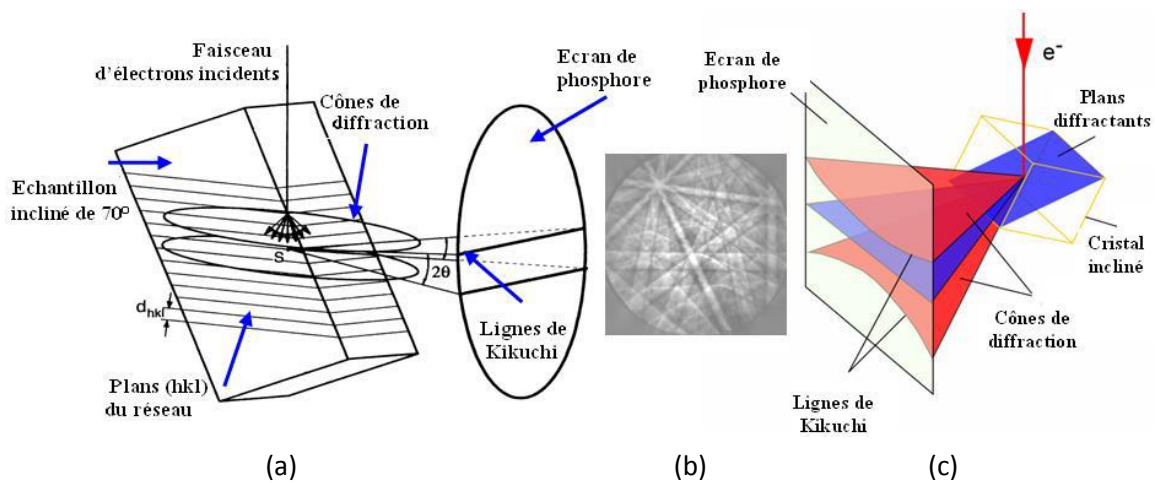 Faisceau
d'électrons incidents
Cônes de
diffraction
Ecran de
phosphore
Echantillon
incliné de 70º
S
2θ
dhkl
Plans (hkl)
du réseau
Lignes de
Kikuchi
(a)
(b)
Ecran de
phosphore
e-
Plans
diffractants
Cristal
incliné
Cônes de
diffraction
Lignes de
Kikuchi
(c)